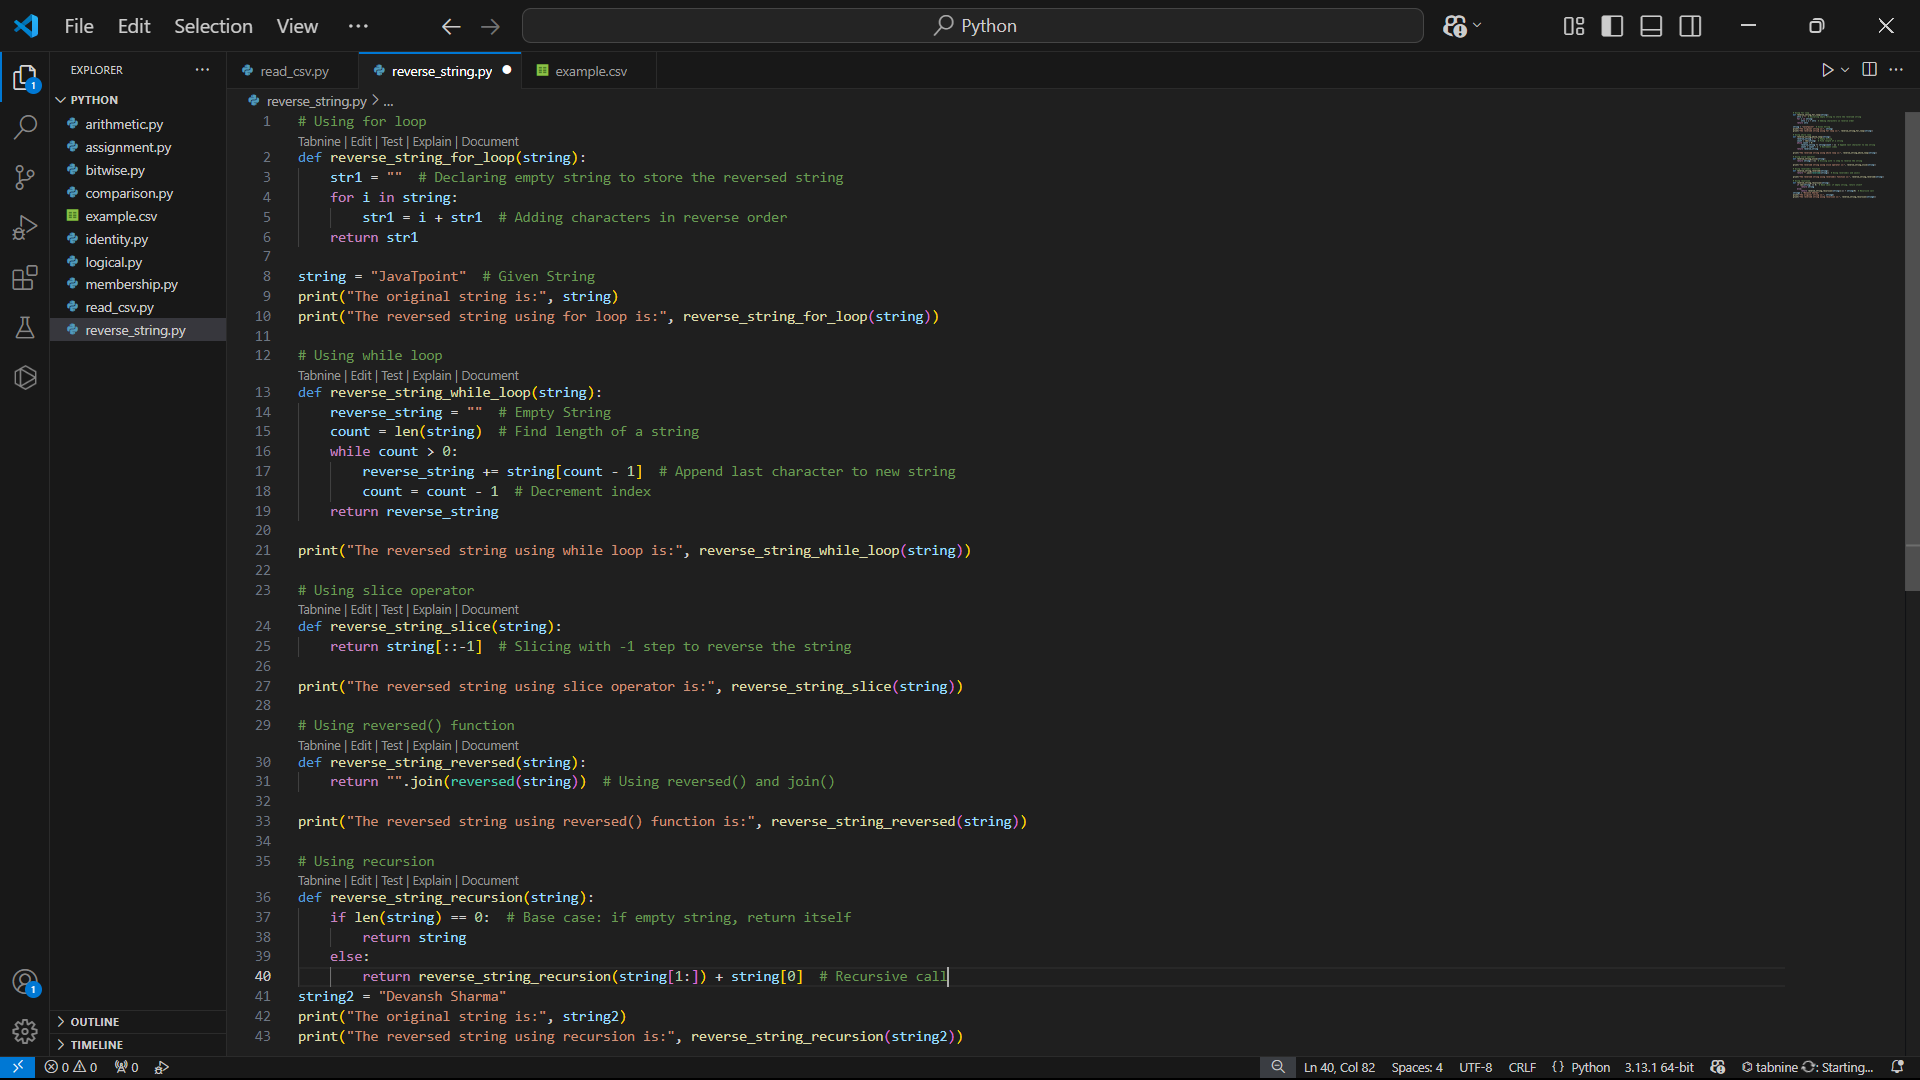 File Edit Selection View ··· Python
EXPLORER ···
PYTHON
arithmetic.py
assignment.py
bitwise.py
comparison.py
example.csv
identity.py
logical.py
membership.py
read_csv.py
reverse_string.py
OUTLINE
TIMELINE
read_csv.py reverse_string.py example.csv
reverse_string.py > ...
1 # Using for loop
Tabnine | Edit | Test | Explain | Document
2 def reverse_string_for_loop(string):
3 str1 = "" # Declaring empty string to store the reversed string
4 for i in string:
5 str1 = i + str1 # Adding characters in reverse order
6 return str1
7
8 string = "JavaTpoint" # Given String
9 print("The original string is:", string)
10 print("The reversed string using for loop is:", reverse_string_for_loop(string))
11
12 # Using while loop
Tabnine | Edit | Test | Explain | Document
13 def reverse_string_while_loop(string):
14 reverse_string = "" # Empty String
15 count = len(string) # Find length of a string
16 while count > 0:
17 reverse_string += string[count - 1] # Append last character to new string
18 count = count - 1 # Decrement index
19 return reverse_string
20
21 print("The reversed string using while loop is:", reverse_string_while_loop(string))
22
23 # Using slice operator
Tabnine | Edit | Test | Explain | Document
24 def reverse_string_slice(string):
25 return string[::-1] # Slicing with -1 step to reverse the string
26
27 print("The reversed string using slice operator is:", reverse_string_slice(string))
28
29 # Using reversed() function
Tabnine | Edit | Test | Explain | Document
30 def reverse_string_reversed(string):
31 return "".join(reversed(string)) # Using reversed() and join()
32
33 print("The reversed string using reversed() function is:", reverse_string_reversed(string))
34
35 # Using recursion
Tabnine | Edit | Test | Explain | Document
36 def reverse_string_recursion(string):
37 if len(string) == 0: # Base case: if empty string, return itself
38 return string
39 else:
40 return reverse_string_recursion(string[1:]) + string[0] # Recursive call
41 string2 = "Devansh Sharma"
42 print("The original string is:", string2)
43 print("The reversed string using recursion is:", reverse_string_recursion(string2))
1
1
0 0 0 Ln 40, Col 82 Spaces: 4 UTF-8 CRLF {} Python 3.13.1 64-bit tabnine : Starting...